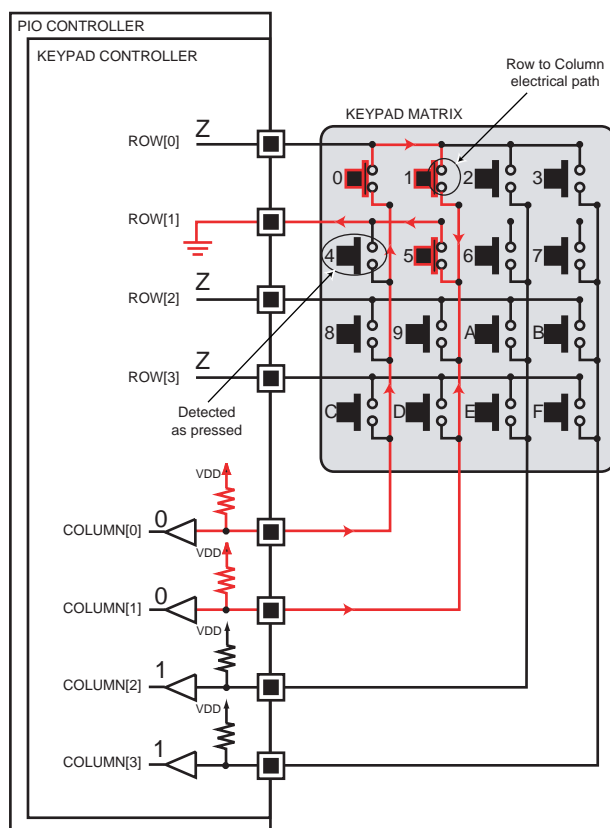 PIO CONTROLLER
KEYPAD CONTROLLER
Row to Column
electrical path
KEYPAD MATRIX
ROW[0] Z
0 1 2 3
ROW[1]
4 5 6 7
ROW[2] Z
8 9 A B
ROW[3] Z
C D E F
Detected
as pressed
VDD
COLUMN[0] 0
VDD
COLUMN[1] 0
VDD
COLUMN[2] 1
VDD
COLUMN[3] 1